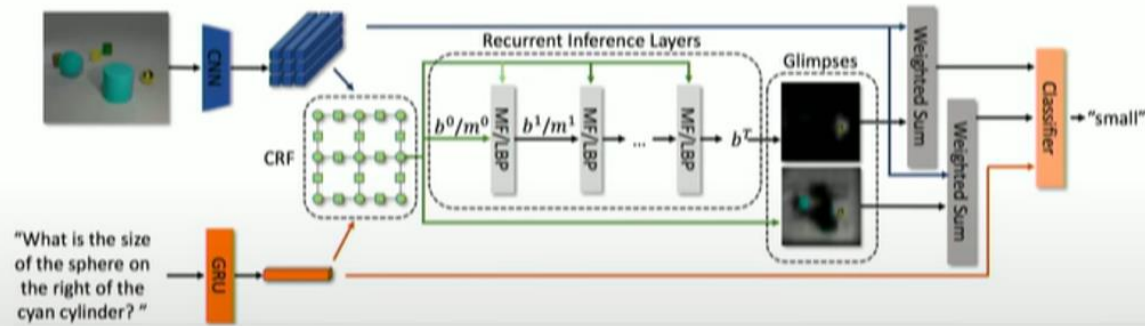 CNN
Recurrent Inference Layers
Glimpses
Weighted Sum
Classifier
"small"
b⁰/m⁰
MF/LBP
b¹/m¹
MF/LBP
...
MF/LBP
bᵀ
Weighted Sum
CRF
"What is the size
of the sphere on
the right of the
cyan cylinder? "
GRU